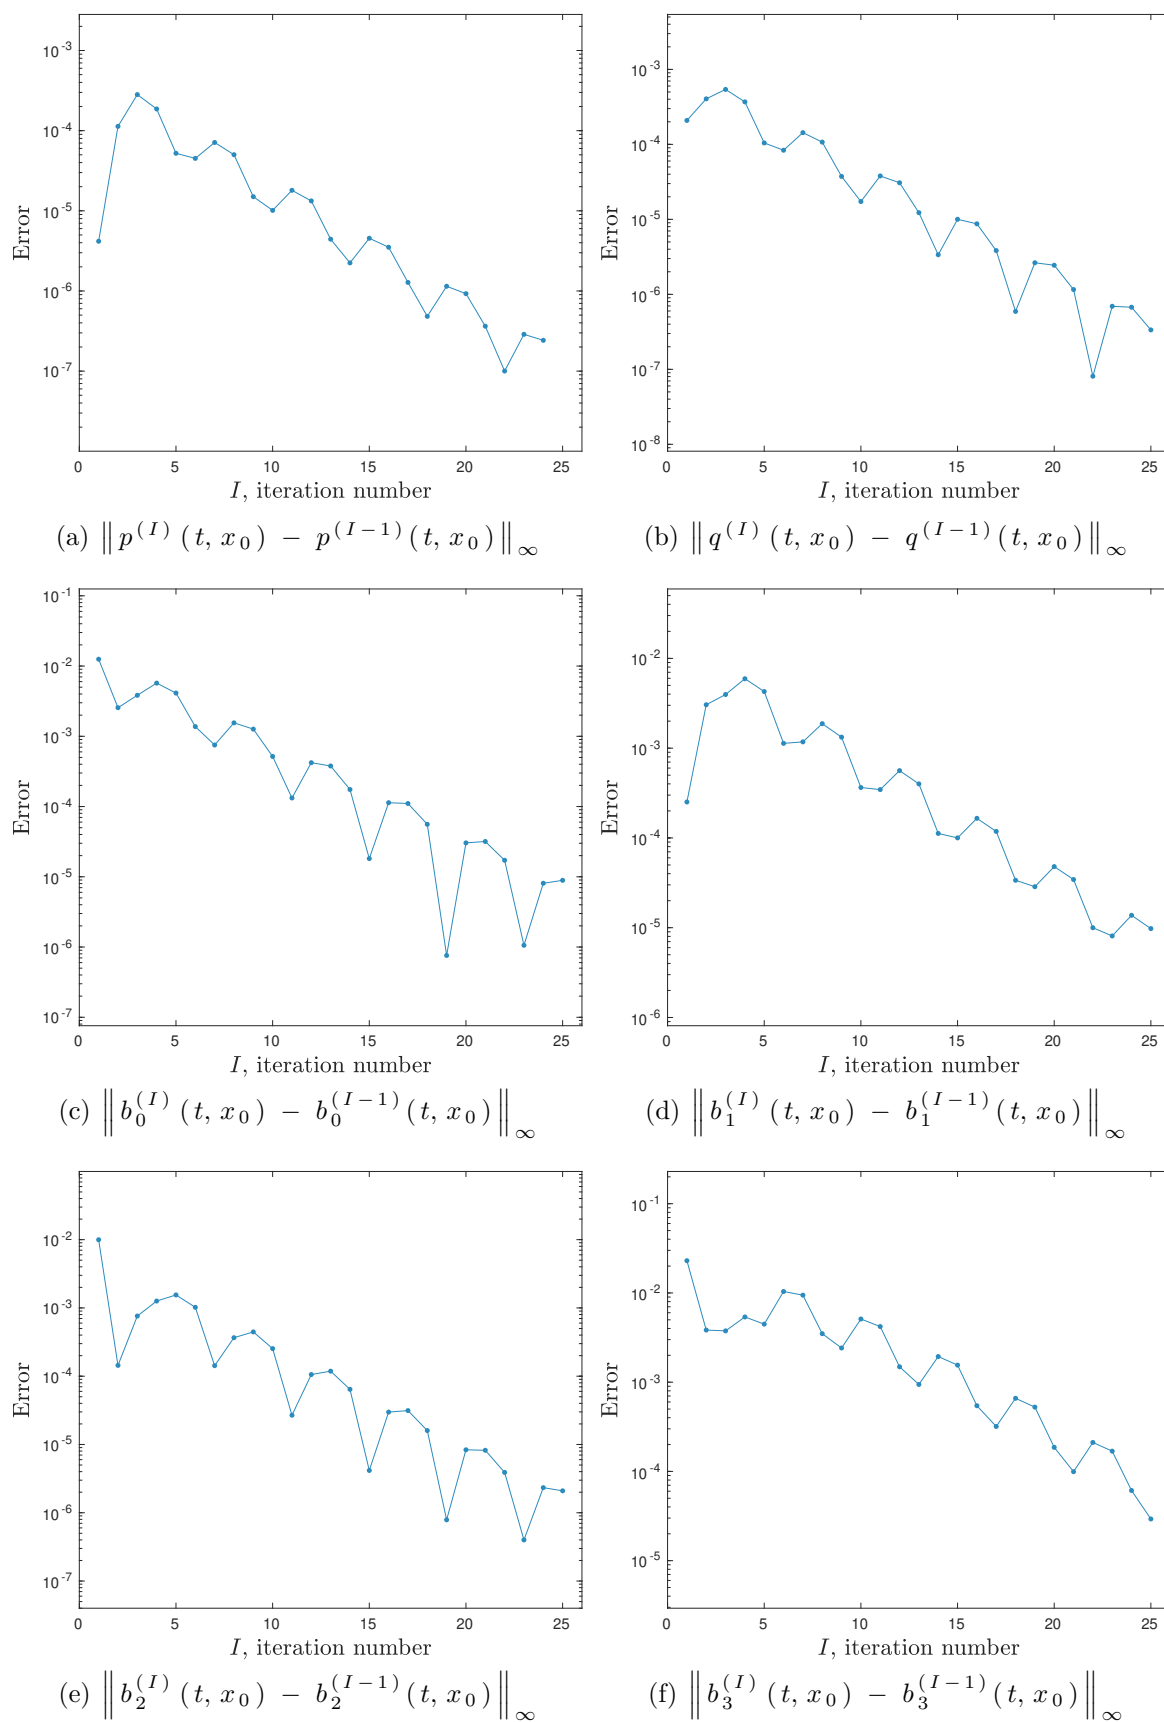 10^-3
10^-4
10^-5
10^-6
10^-7
Error
0 5 10 15 20 25
I, iteration number
(a) ‖p^(I)(t, x_0) − p^(I−1)(t, x_0)‖_∞
10^-3
10^-4
10^-5
10^-6
10^-7
10^-8
Error
0 5 10 15 20 25
I, iteration number
(b) ‖q^(I)(t, x_0) − q^(I−1)(t, x_0)‖_∞
10^-1
10^-2
10^-3
10^-4
10^-5
10^-6
10^-7
Error
0 5 10 15 20 25
I, iteration number
(c) ‖b_0^(I)(t, x_0) − b_0^(I−1)(t, x_0)‖_∞
10^-2
10^-3
10^-4
10^-5
10^-6
Error
0 5 10 15 20 25
I, iteration number
(d) ‖b_1^(I)(t, x_0) − b_1^(I−1)(t, x_0)‖_∞
10^-2
10^-3
10^-4
10^-5
10^-6
10^-7
Error
0 5 10 15 20 25
I, iteration number
(e) ‖b_2^(I)(t, x_0) − b_2^(I−1)(t, x_0)‖_∞
10^-1
10^-2
10^-3
10^-4
10^-5
Error
0 5 10 15 20 25
I, iteration number
(f) ‖b_3^(I)(t, x_0) − b_3^(I−1)(t, x_0)‖_∞